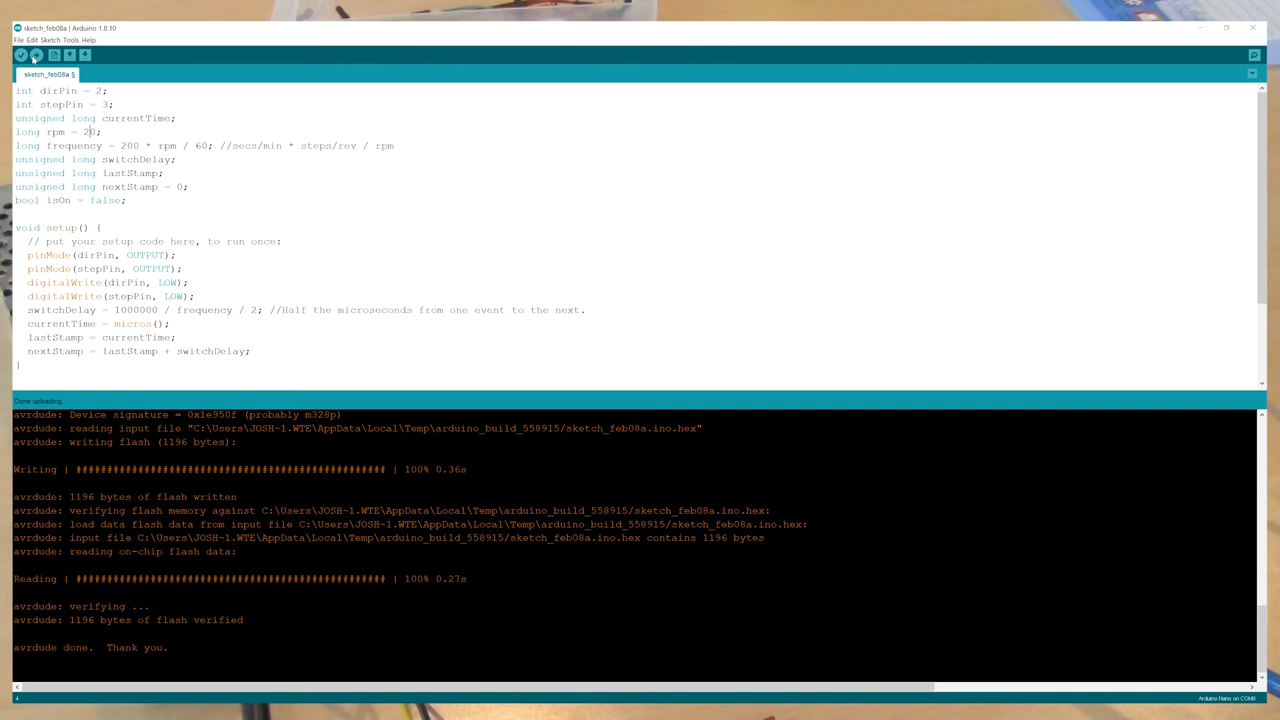 sketch_feb08a | Arduino 1.8.10
File Edit Sketch Tools Help
sketch_feb08a §
int dirPin = 2;
int stepPin = 3;
unsigned long currentTime;
long rpm = 20;
long frequency = 200 * rpm / 60; //secs/min * steps/rev / rpm
unsigned long switchDelay;
unsigned long lastStamp;
unsigned long nextStamp = 0;
bool isOn = false;
void setup() {
// put your setup code here, to run once:
pinMode(dirPin, OUTPUT);
pinMode(stepPin, OUTPUT);
digitalWrite(dirPin, LOW);
digitalWrite(stepPin, LOW);
switchDelay = 1000000 / frequency / 2; //Half the microseconds from one event to the next.
currentTime = micros();
lastStamp = currentTime;
nextStamp = lastStamp + switchDelay;
}
Done uploading.
avrdude: Device signature = 0x1e950f (probably m328p)
avrdude: reading input file "C:\Users\JOSH~1.WTE\AppData\Local\Temp\arduino_build_558915/sketch_feb08a.ino.hex"
avrdude: writing flash (1196 bytes):
Writing | ################################################## | 100% 0.36s
avrdude: 1196 bytes of flash written
avrdude: verifying flash memory against C:\Users\JOSH~1.WTE\AppData\Local\Temp\arduino_build_558915/sketch_feb08a.ino.hex:
avrdude: load data flash data from input file C:\Users\JOSH~1.WTE\AppData\Local\Temp\arduino_build_558915/sketch_feb08a.ino.hex:
avrdude: input file C:\Users\JOSH~1.WTE\AppData\Local\Temp\arduino_build_558915/sketch_feb08a.ino.hex contains 1196 bytes
avrdude: reading on-chip flash data:
Reading | ################################################## | 100% 0.27s
avrdude: verifying ...
avrdude: 1196 bytes of flash verified
avrdude done.  Thank you.
4
Arduino Nano on COM8